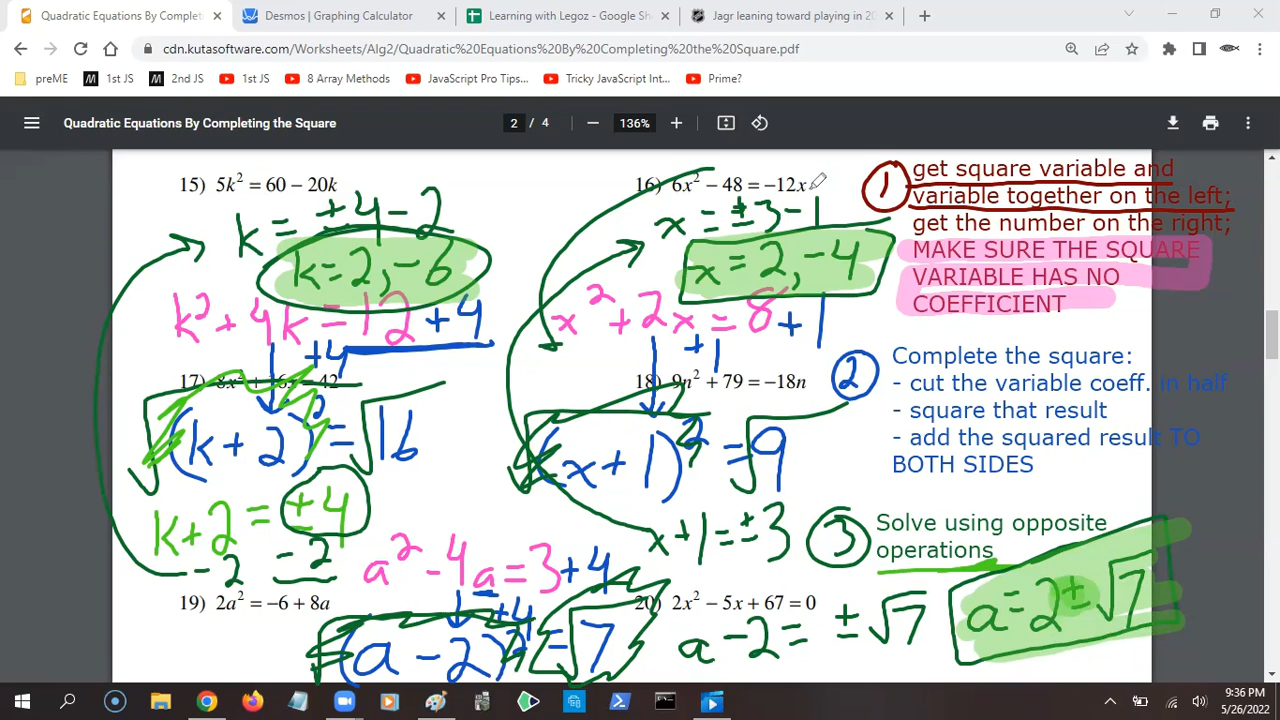 Quadratic Equations By Complet
Desmos | Graphing Calculator
Learning with Legoz - Google Sh
Jagr leaning toward playing in 20
cdn.kutasoftware.com/Worksheets/Alg2/Quadratic%20Equations%20By%20Completing%20the%20Square.pdf
preME
1st JS
2nd JS
1st JS
8 Array Methods
JavaScript Pro Tips...
Tricky JavaScript Int...
Prime?
Quadratic Equations By Completing the Square
2 / 4
136%
15) 5k² = 60 − 20k
k = ±4 − 2
k = 2, −6
k² + 4k = 12 + 4
+4
16) 6x² − 48 = −12x
x = ±3 − 1
x = 2, −4
x² + 2x = 8 + 1
+1
17) 8x² + 16x = 42
(k + 2)² = √16
k + 2 = ±4
−2 −2
18) 9n² + 79 = −18n
(x + 1)² = √9
x + 1 = ±3
a² − 4a = 3 + 4
+4
19) 2a² = −6 + 8a
(a − 2)² = √7
20) 2x² − 5x + 67 = 0
a − 2 = ±√7
a = 2 ± √7
1
get square variable and
variable together on the left;
get the number on the right;
MAKE SURE THE SQUARE
VARIABLE HAS NO
COEFFICIENT
2
Complete the square:
- cut the variable coeff. in half
- square that result
- add the squared result TO
BOTH SIDES
3
Solve using opposite
operations
9:36 PM
5/26/2022